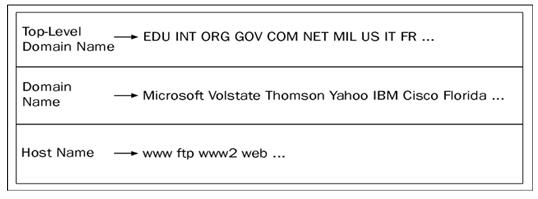 Top-Level
Domain Name → EDU INT ORG GOV COM NET MIL US IT FR ...
Domain
Name → Microsoft Volstate Thomson Yahoo IBM Cisco Florida ...
Host Name → www ftp www2 web ...